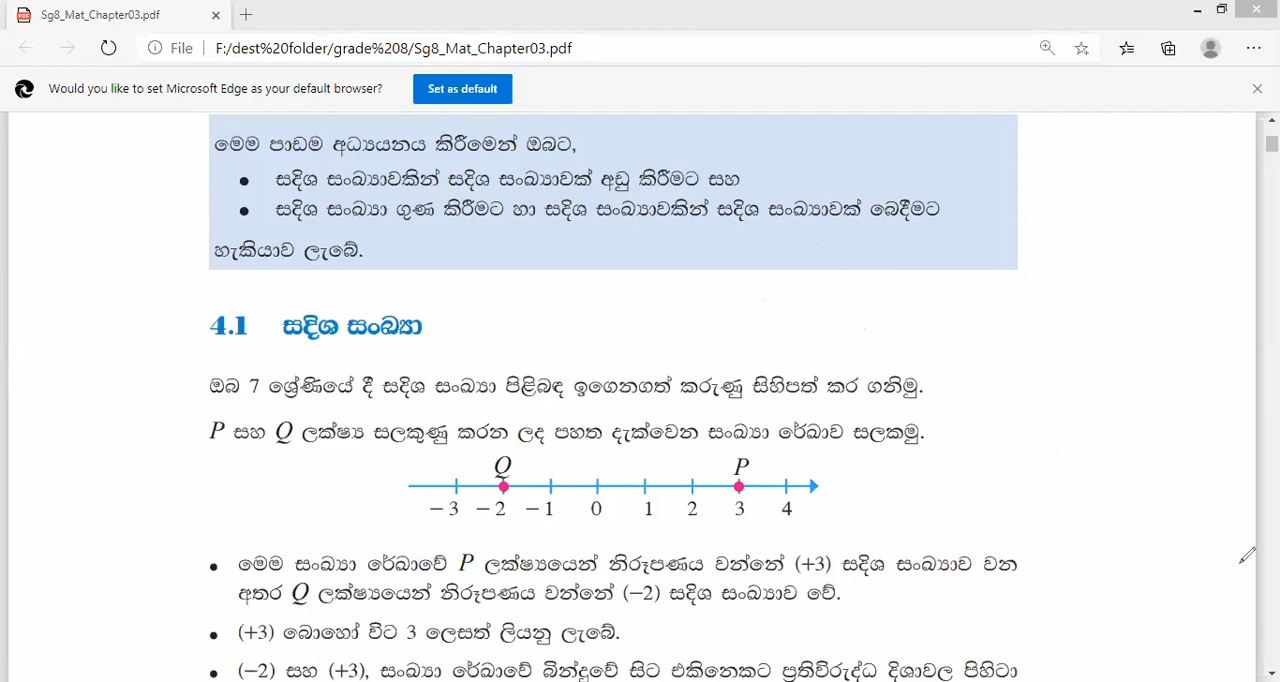 Sg8_Mat_Chapter03.pdf
File F:/dest%20folder/grade%208/Sg8_Mat_Chapter03.pdf
Would you like to set Microsoft Edge as your default browser? Set as default
මෙම පාඩම අධ්‍යයනය කිරීමෙන් ඔබට,
● සදිශ සංඛ්‍යාවකින් සදිශ සංඛ්‍යාවක් අඩු කිරීමට සහ
● සදිශ සංඛ්‍යා ගුණ කිරීමට හා සදිශ සංඛ්‍යාවකින් සදිශ සංඛ්‍යාවක් බෙදීමට
හැකියාව ලැබේ.
4.1 සදිශ සංඛ්‍යා
ඔබ 7 ශ්‍රේණියේ දී සදිශ සංඛ්‍යා පිළිබඳ ඉගෙනගත් කරුණු සිහිපත් කර ගනිමු.
P සහ Q ලක්ෂ්‍ය සලකුණු කරන ලද පහත දැක්වෙන සංඛ්‍යා රේඛාව සලකමු.
Q P
−3 −2 −1 0 1 2 3 4
● මෙම සංඛ්‍යා රේඛාවේ P ලක්ෂ්‍යයෙන් නිරූපණය වන්නේ (+3) සදිශ සංඛ්‍යාව වන
අතර Q ලක්ෂ්‍යයෙන් නිරූපණය වන්නේ (−2) සදිශ සංඛ්‍යාව වේ.
● (+3) බොහෝ විට 3 ලෙසත් ලියනු ලැබේ.
● (−2) සහ (+3), සංඛ්‍යා රේඛාවේ බින්දුවේ සිට එකිනෙකට ප්‍රතිවිරුද්ධ දිශාවල පිහිටා